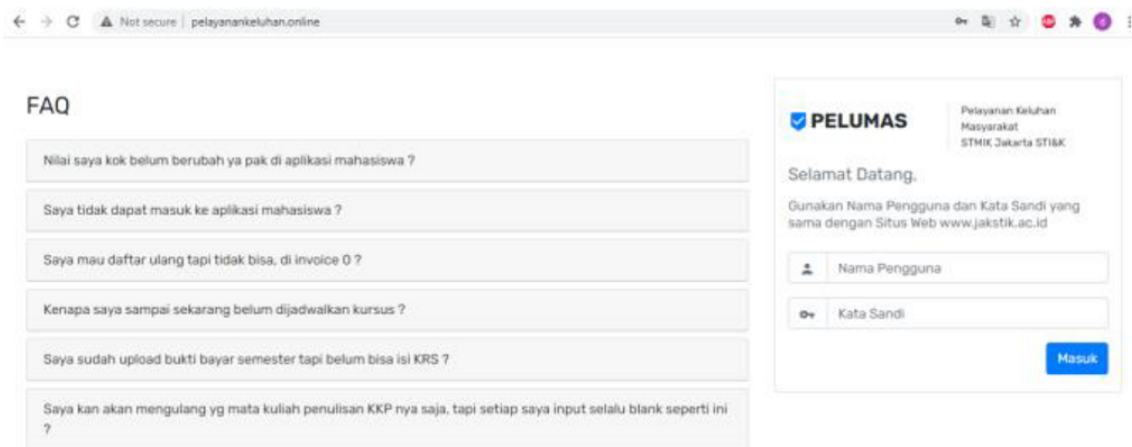 Not secure | pelayanankeluhan.online
FAQ
Nilai saya kok belum berubah ya pak di aplikasi mahasiswa ?
Saya tidak dapat masuk ke aplikasi mahasiswa ?
Saya mau daftar ulang tapi tidak bisa, di invoice 0 ?
Kenapa saya sampai sekarang belum dijadwalkan kursus ?
Saya sudah upload bukti bayar semester tapi belum bisa isi KRS ?
Saya kan akan mengulang yg mata kuliah penulisan KKP nya saja, tapi setiap saya input selalu blank seperti ini
?
PELUMAS
Pelayanan Keluhan
Masyarakat
STMIK Jakarta STI&K
Selamat Datang.
Gunakan Nama Pengguna dan Kata Sandi yang
sama dengan Situs Web www.jakstik.ac.id
Nama Pengguna
Kata Sandi
Masuk